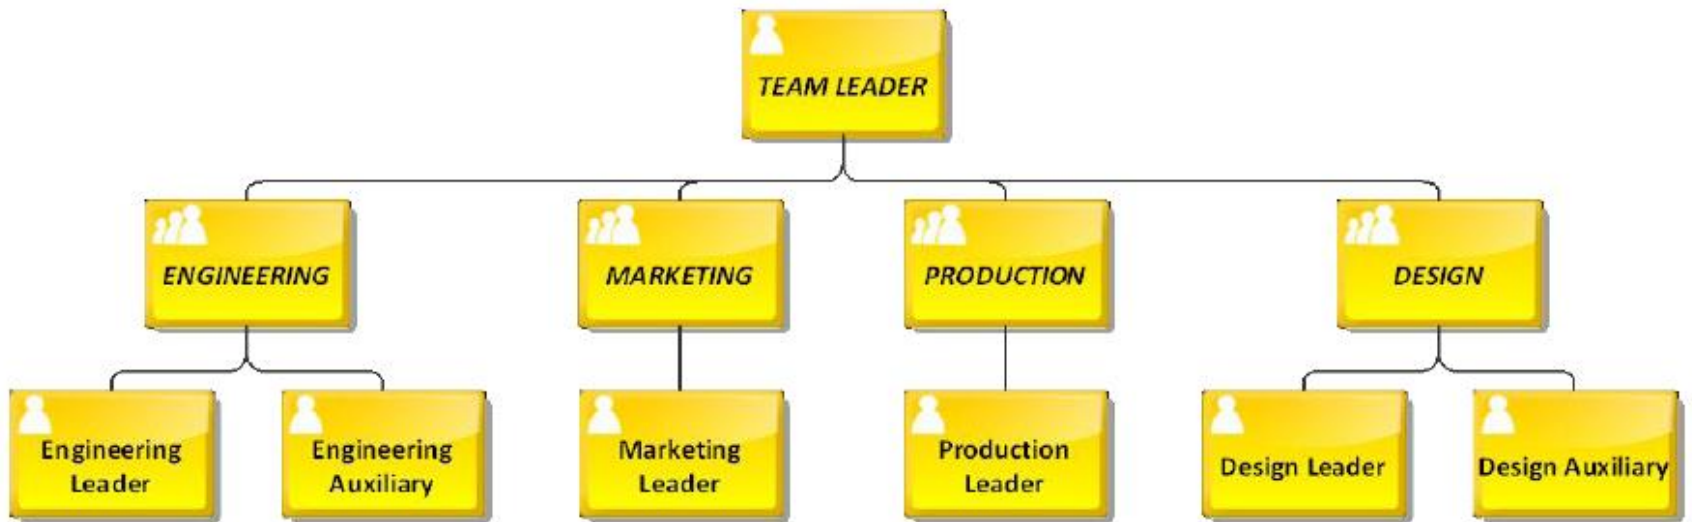 TEAM LEADER
ENGINEERING
MARKETING
PRODUCTION
DESIGN
Engineering
Leader
Engineering
Auxiliary
Marketing
Leader
Production
Leader
Design Leader
Design Auxiliary